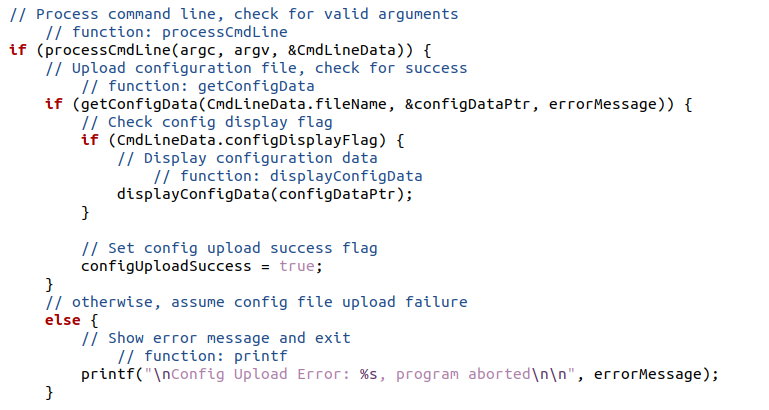 // Process command line, check for valid arguments
    // function: processCmdLine
if (processCmdLine(argc, argv, &CmdLineData)) {
    // Upload configuration file, check for success
        // function: getConfigData
    if (getConfigData(CmdLineData.fileName, &configDataPtr, errorMessage)) {
        // Check config display flag
        if (CmdLineData.configDisplayFlag) {
            // Display configuration data
                // function: displayConfigData
            displayConfigData(configDataPtr);
        }

        // Set config upload success flag
        configUploadSuccess = true;
    }
    // otherwise, assume config file upload failure
    else {
        // Show error message and exit
            // function: printf
        printf("\nConfig Upload Error: %s, program aborted\n\n", errorMessage);
    }